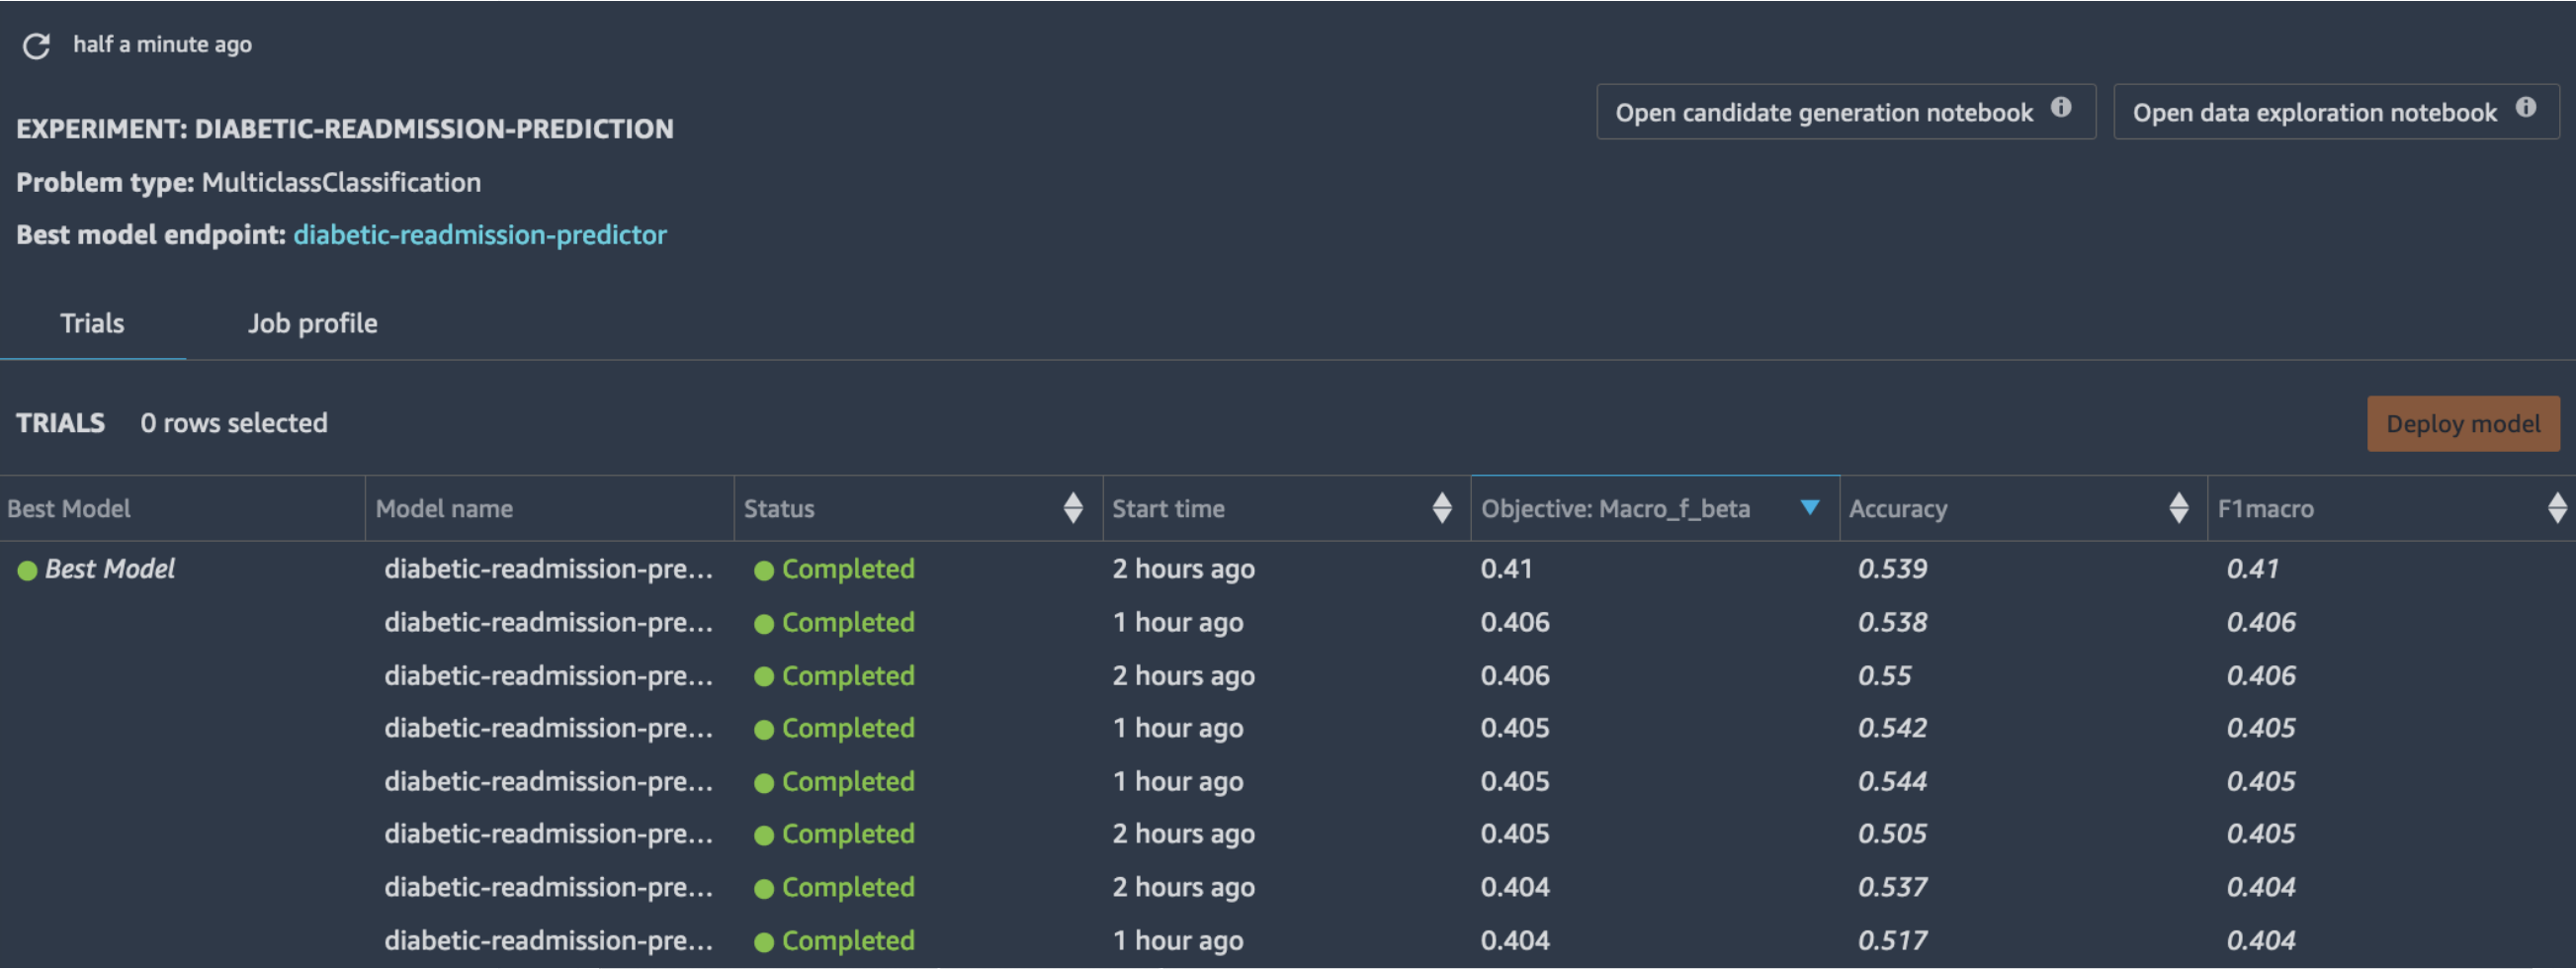 half a minute ago
Open candidate generation notebook Open data exploration notebook
EXPERIMENT: DIABETIC-READMISSION-PREDICTION
Problem type: MulticlassClassification
Best model endpoint: diabetic-readmission-predictor
Trials Job profile
TRIALS 0 rows selected Deploy model
Best Model Model name Status Start time Objective: Macro_f_beta Accuracy F1macro
Best Model diabetic-readmission-pre... Completed 2 hours ago 0.41 0.539 0.41
diabetic-readmission-pre... Completed 1 hour ago 0.406 0.538 0.406
diabetic-readmission-pre... Completed 2 hours ago 0.406 0.55 0.406
diabetic-readmission-pre... Completed 1 hour ago 0.405 0.542 0.405
diabetic-readmission-pre... Completed 1 hour ago 0.405 0.544 0.405
diabetic-readmission-pre... Completed 2 hours ago 0.405 0.505 0.405
diabetic-readmission-pre... Completed 2 hours ago 0.404 0.537 0.404
diabetic-readmission-pre... Completed 1 hour ago 0.404 0.517 0.404